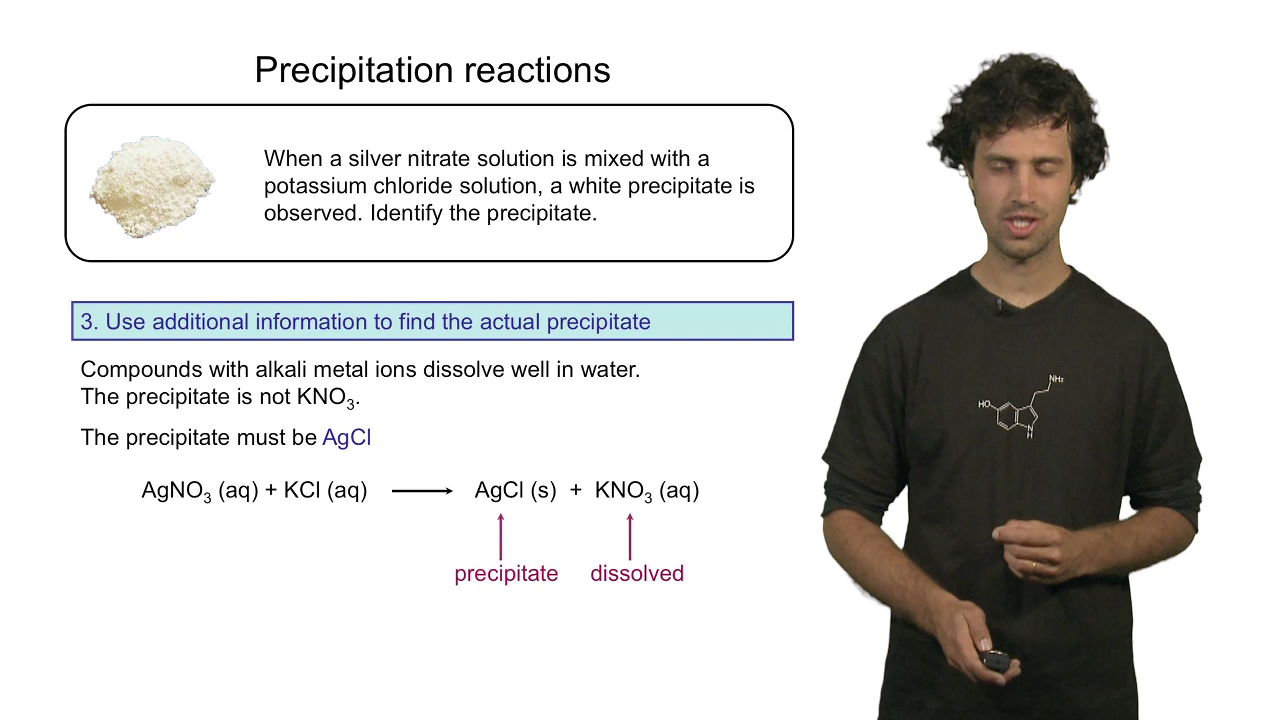 Precipitation reactions
When a silver nitrate solution is mixed with a
potassium chloride solution, a white precipitate is
observed. Identify the precipitate.
3. Use additional information to find the actual precipitate
Compounds with alkali metal ions dissolve well in water.
The precipitate is not KNO₃.
The precipitate must be AgCl
AgNO₃ (aq) + KCl (aq) ⟶ AgCl (s) + KNO₃ (aq)
precipitate dissolved
NH₂
HO
N
H